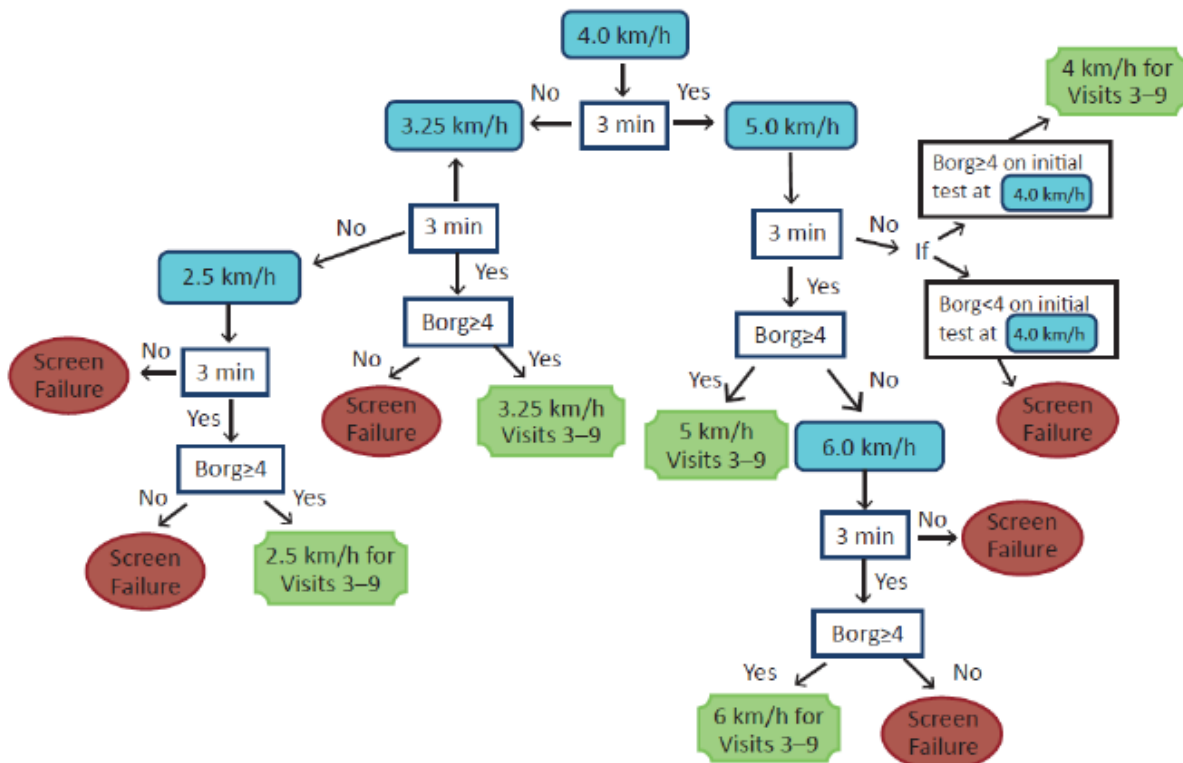 4.0 km/h
4 km/h for
Visits 3–9
No
Yes
3.25 km/h
3 min
5.0 km/h
Borg≥4 on initial
test at 4.0 km/h
3 min
No
3 min
No
If
2.5 km/h
Yes
Yes
Borg<4 on initial
test at 4.0 km/h
Borg≥4
Borg≥4
Screen
Failure
No
3 min
No
Yes
Yes
No
Screen
Failure
3.25 km/h
Visits 3–9
5 km/h
Visits 3–9
6.0 km/h
Screen
Failure
Yes
Borg≥4
No
Yes
3 min
No
Screen
Failure
Screen
Failure
2.5 km/h for
Visits 3–9
Yes
Borg≥4
Yes
No
6 km/h for
Visits 3–9
Screen
Failure